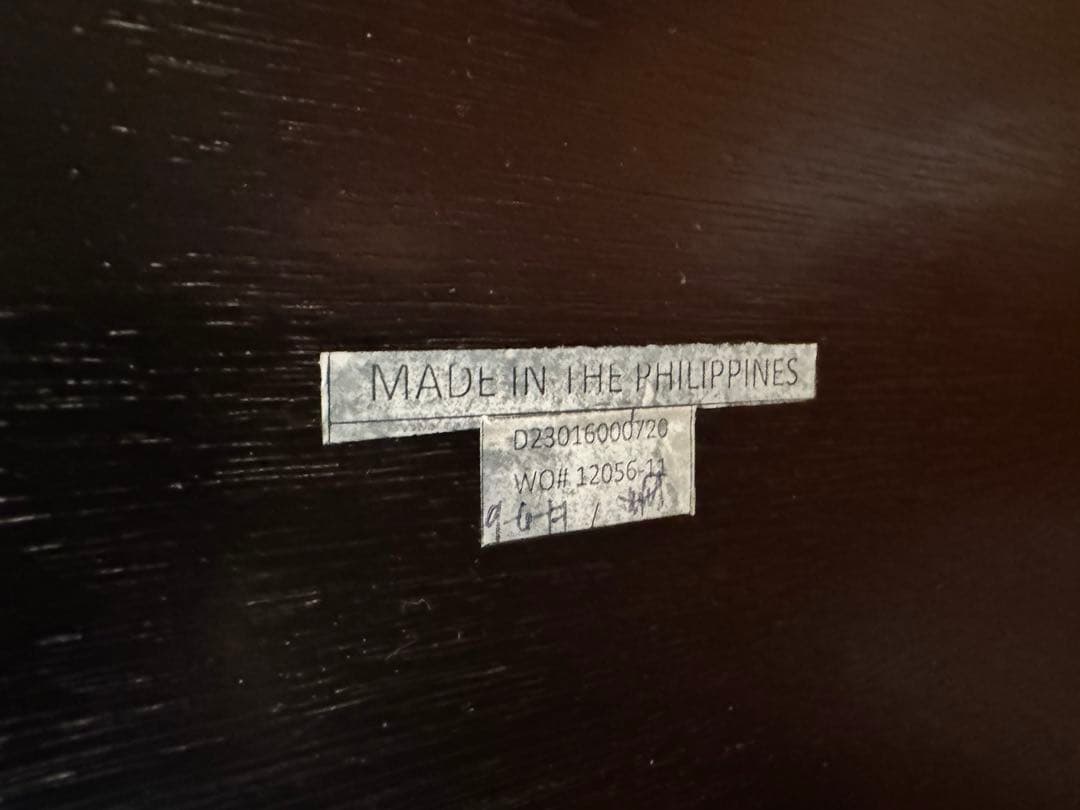 MADE IN THE PHILIPPINES
D23016000720
WO# 12056-11